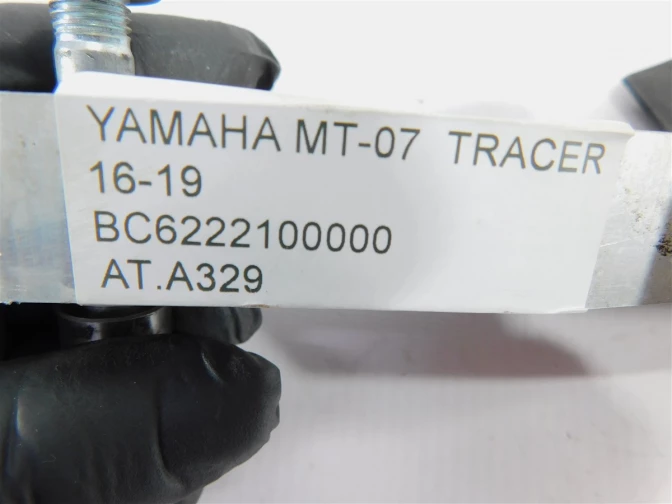 YAMAHA MT-07 TRACER
16-19
BC6222100000
AT.A329